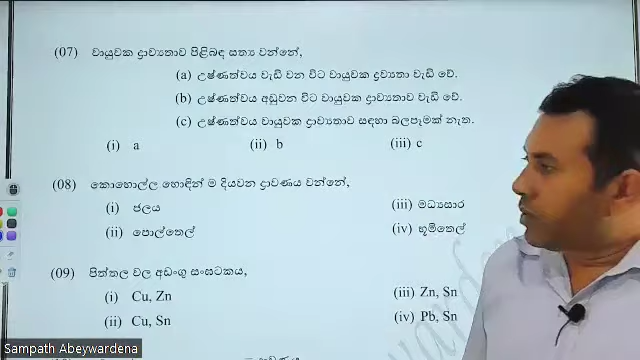 (07) වායුවක ද්‍රාව්‍යතාව පිළිබඳ සත්‍ය වන්නේ,
(a) උෂ්ණත්වය වැඩි වන විට වායුවක ද්‍රව්‍යතා වැඩි වේ.
(b) උෂ්ණත්වය අඩුවන විට වායුවක ද්‍රාව්‍යතාව වැඩි වේ.
(c) උෂ්ණත්වය වායුවක ද්‍රාව්‍යතාව සඳහා බලපෑමක් නැත.
(i) a (ii) b (iii) c
(08) කොහොල්ල හොඳින් ම දියවන ද්‍රාවණය වන්නේ,
(i) ජලය (iii) මධ්‍යසාර
(ii) පොල්තෙල් (iv) භූමිතෙල්
(09) පිත්තල වල අඩංගු සංඝටකය,
(i) Cu, Zn (iii) Zn, Sn
(ii) Cu, Sn (iv) Pb, Sn
Sampath Abeywardena